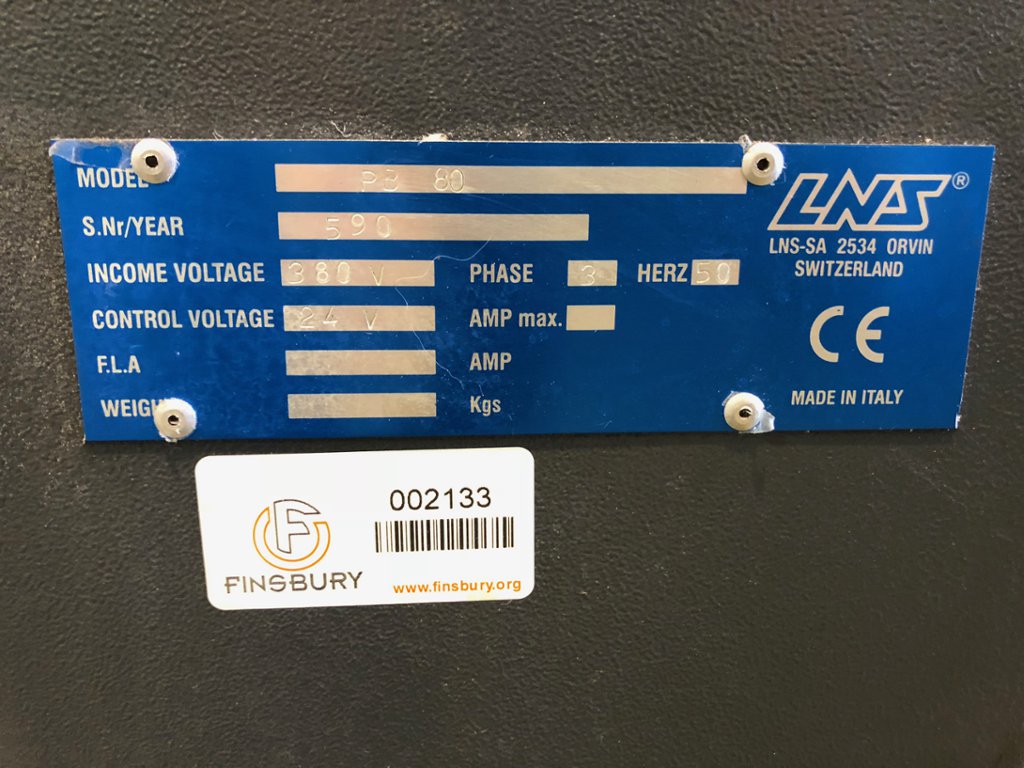 MODEL PB 80
S.Nr/YEAR 590
INCOME VOLTAGE 380 V PHASE 3 HERZ 50
CONTROL VOLTAGE 24 V AMP max.
F.L.A AMP
WEIGHT Kgs
LNS®
LNS-SA 2534 ORVIN
SWITZERLAND
CE
MADE IN ITALY
F
FINSBURY
002133
www.finsbury.org